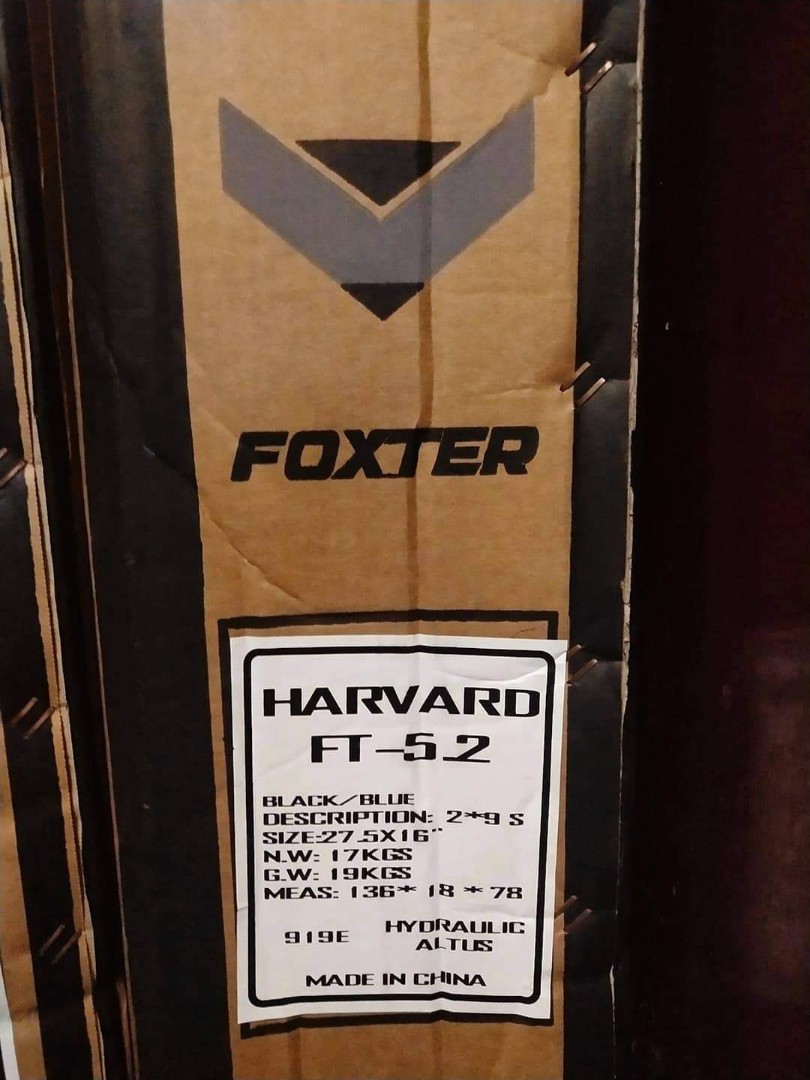 FOXTER
HARVARD
FT-5.2
BLACK/BLUE
DESCRIPTION: 2*9 S
SIZE:27.5X16"
N.W: 17KGS
G.W: 19KGS
MEAS: 136* 18 * 78
919E HYDRAULIC
ALTUS
MADE IN CHINA